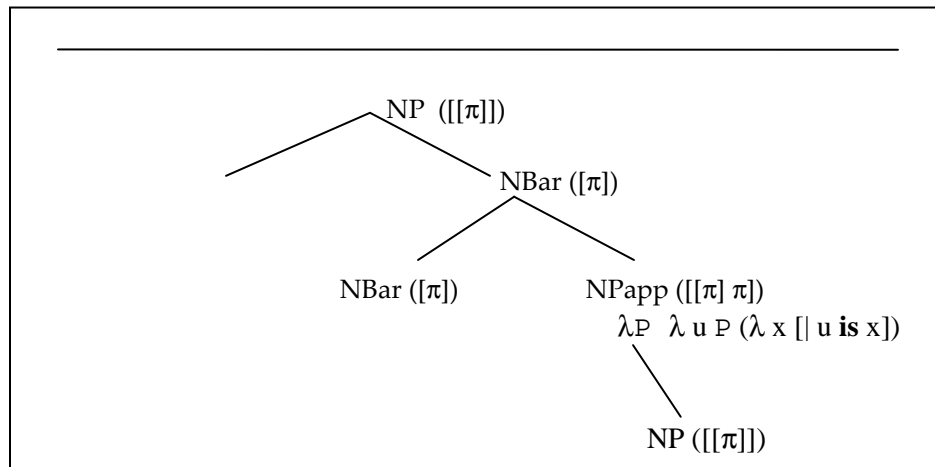 NP ([[π]])
NBar ([π])
NBar ([π]) NPapp ([[π] π])
λP λ u P (λ x [| u is x])
NP ([[π]])